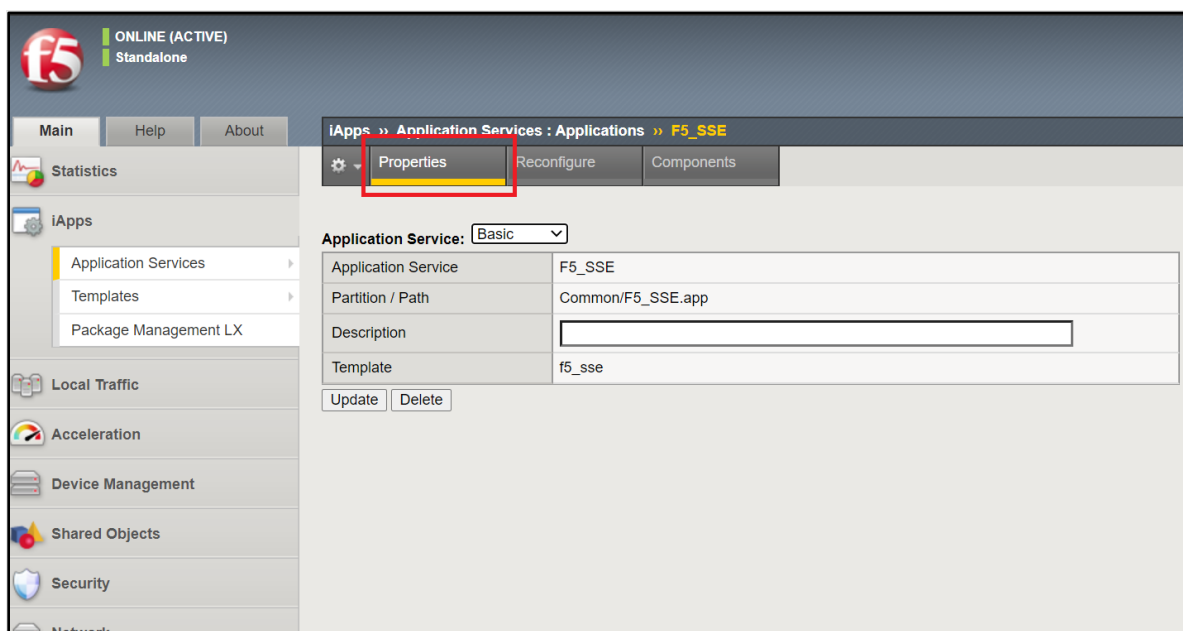 f5
ONLINE (ACTIVE)
Standalone
Main Help About
iApps ›› Application Services : Applications ›› F5_SSE
Properties Reconfigure Components
Statistics
iApps
Application Services
Templates
Package Management LX
Local Traffic
Acceleration
Device Management
Shared Objects
Security
Network
Application Service: Basic
Application Service F5_SSE
Partition / Path Common/F5_SSE.app
Description
Template f5_sse
Update Delete